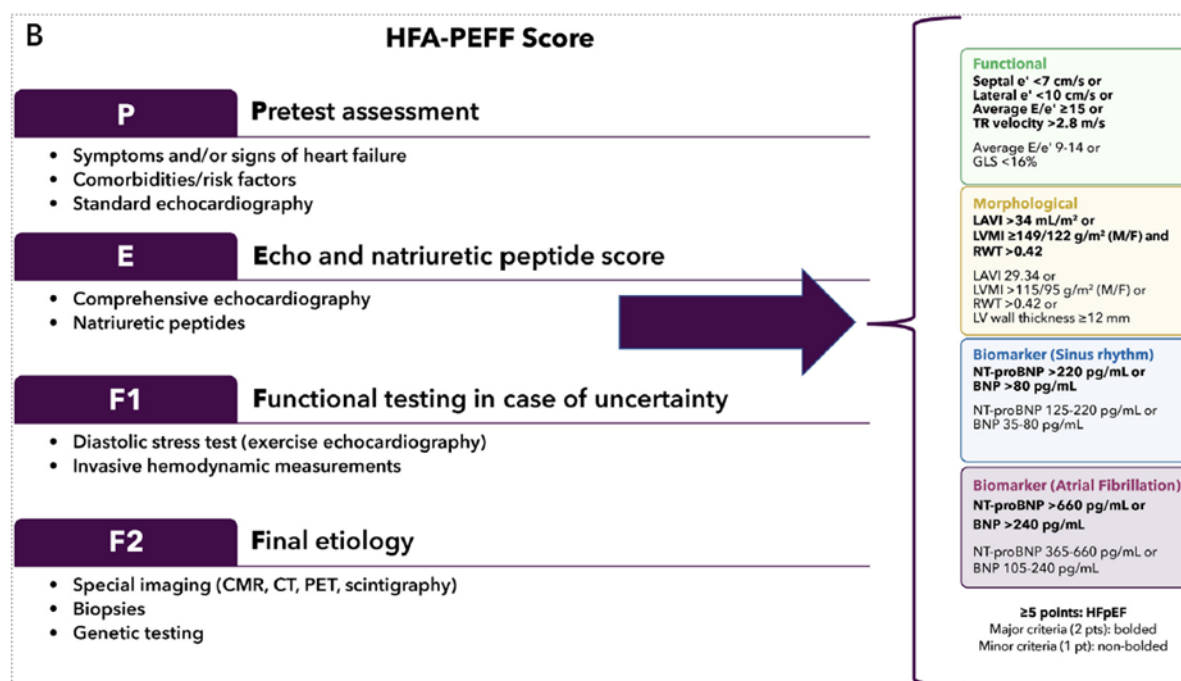 B
HFA-PEFF Score
P
Pretest assessment
• Symptoms and/or signs of heart failure
• Comorbidities/risk factors
• Standard echocardiography
E
Echo and natriuretic peptide score
• Comprehensive echocardiography
• Natriuretic peptides
F1
Functional testing in case of uncertainty
• Diastolic stress test (exercise echocardiography)
• Invasive hemodynamic measurements
F2
Final etiology
• Special imaging (CMR, CT, PET, scintigraphy)
• Biopsies
• Genetic testing
Functional
Septal e' <7 cm/s or
Lateral e' <10 cm/s or
Average E/e' ≥15 or
TR velocity >2.8 m/s
Average E/e' 9-14 or
GLS <16%
Morphological
LAVI >34 mL/m² or
LVMI ≥149/122 g/m² (M/F) and
RWT >0.42
LAVI 29.34 or
LVMI >115/95 g/m² (M/F) or
RWT >0.42 or
LV wall thickness ≥12 mm
Biomarker (Sinus rhythm)
NT-proBNP >220 pg/mL or
BNP >80 pg/mL
NT-proBNP 125-220 pg/mL or
BNP 35-80 pg/mL
Biomarker (Atrial Fibrillation)
NT-proBNP >660 pg/mL or
BNP >240 pg/mL
NT-proBNP 365-660 pg/mL or
BNP 105-240 pg/mL
≥5 points: HFpEF
Major criteria (2 pts): bolded
Minor criteria (1 pt): non-bolded